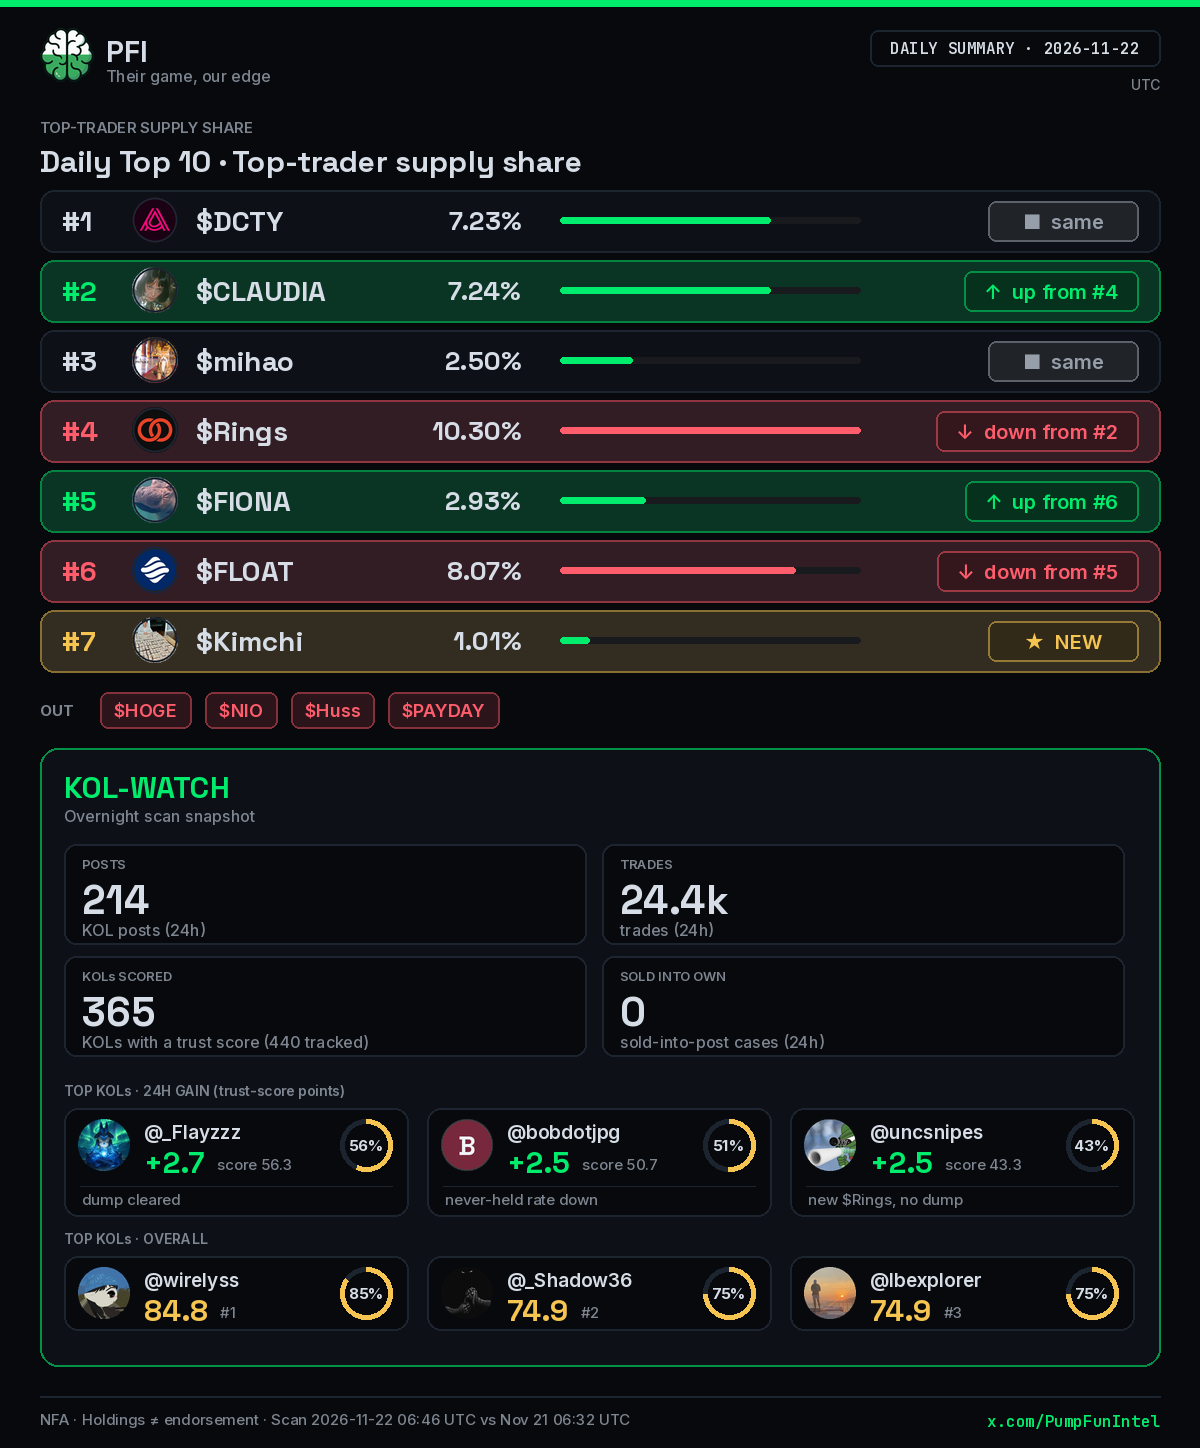 PFI
Their game, our edge
DAILY SUMMARY · 2026-11-22
UTC
TOP-TRADER SUPPLY SHARE
Daily Top 10 · Top-trader supply share
#1 $DCTY 7.23% ■ same
#2 $CLAUDIA 7.24% ↑ up from #4
#3 $mihao 2.50% ■ same
#4 $Rings 10.30% ↓ down from #2
#5 $FIONA 2.93% ↑ up from #6
#6 $FLOAT 8.07% ↓ down from #5
#7 $Kimchi 1.01% ★ NEW
OUT $HOGE $NIO $Huss $PAYDAY
KOL-WATCH
Overnight scan snapshot
POSTS
214
KOL posts (24h)
TRADES
24.4k
trades (24h)
KOLs SCORED
365
KOLs with a trust score (440 tracked)
SOLD INTO OWN
0
sold-into-post cases (24h)
TOP KOLs · 24H GAIN (trust-score points)
@_Flayzzz
+2.7 score 56.3
56%
dump cleared
B
@bobdotjpg
+2.5 score 50.7
51%
never-held rate down
@uncsnipes
+2.5 score 43.3
43%
new $Rings, no dump
TOP KOLs · OVERALL
@wirelyss
84.8 #1
85%
@_Shadow36
74.9 #2
75%
@lbexplorer
74.9 #3
75%
NFA · Holdings ≠ endorsement · Scan 2026-11-22 06:46 UTC vs Nov 21 06:32 UTC
x.com/PumpFunIntel